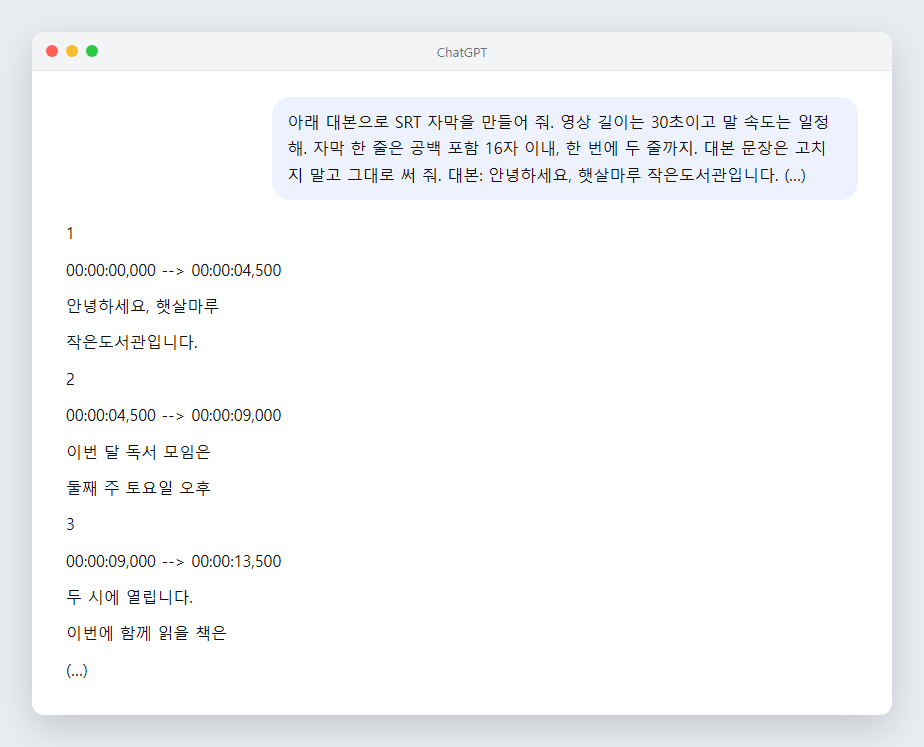 ChatGPT
아래 대본으로 SRT 자막을 만들어 줘. 영상 길이는 30초이고 말 속도는 일정
해. 자막 한 줄은 공백 포함 16자 이내, 한 번에 두 줄까지. 대본 문장은 고치
지 말고 그대로 써 줘. 대본: 안녕하세요, 햇살마루 작은도서관입니다. (...)
1
00:00:00,000 --> 00:00:04,500
안녕하세요, 햇살마루
작은도서관입니다.
2
00:00:04,500 --> 00:00:09,000
이번 달 독서 모임은
둘째 주 토요일 오후
3
00:00:09,000 --> 00:00:13,500
두 시에 열립니다.
이번에 함께 읽을 책은
(...)